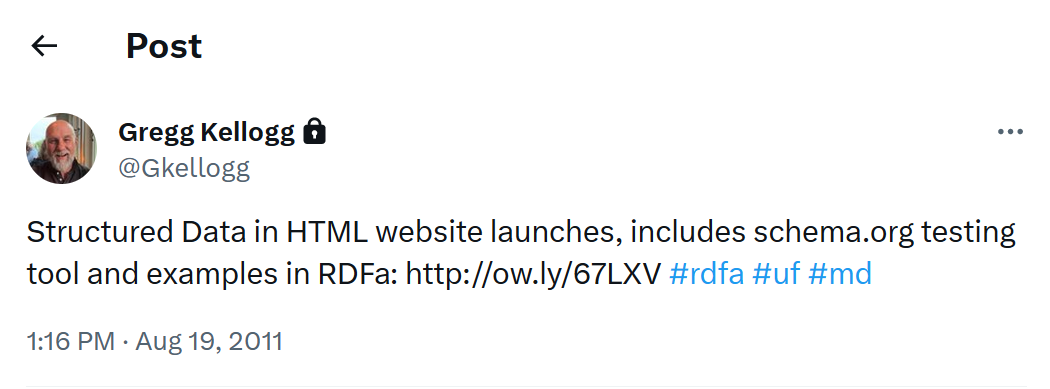 Post
Gregg Kellogg
@Gkellogg
Structured Data in HTML website launches, includes schema.org testing
tool and examples in RDFa: http://ow.ly/67LXV #rdfa #uf #md
1:16 PM · Aug 19, 2011